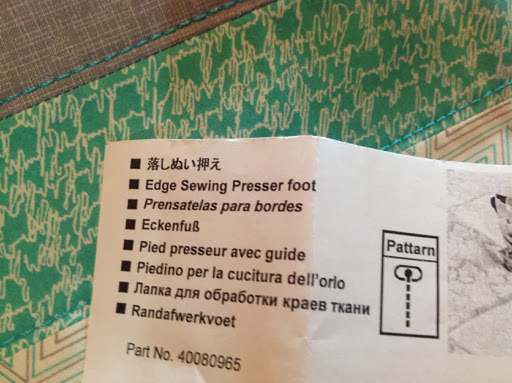 ■ 落しぬい押え
■ Edge Sewing Presser foot
■ Prensatelas para bordes
■ Eckenfuß
■ Pied presseur avec guide
■ Piedino per la cucitura dell'orlo
■ Лапка для обработки краев ткани
■ Randafwerkvoet
Part No. 40080965
Pattarn